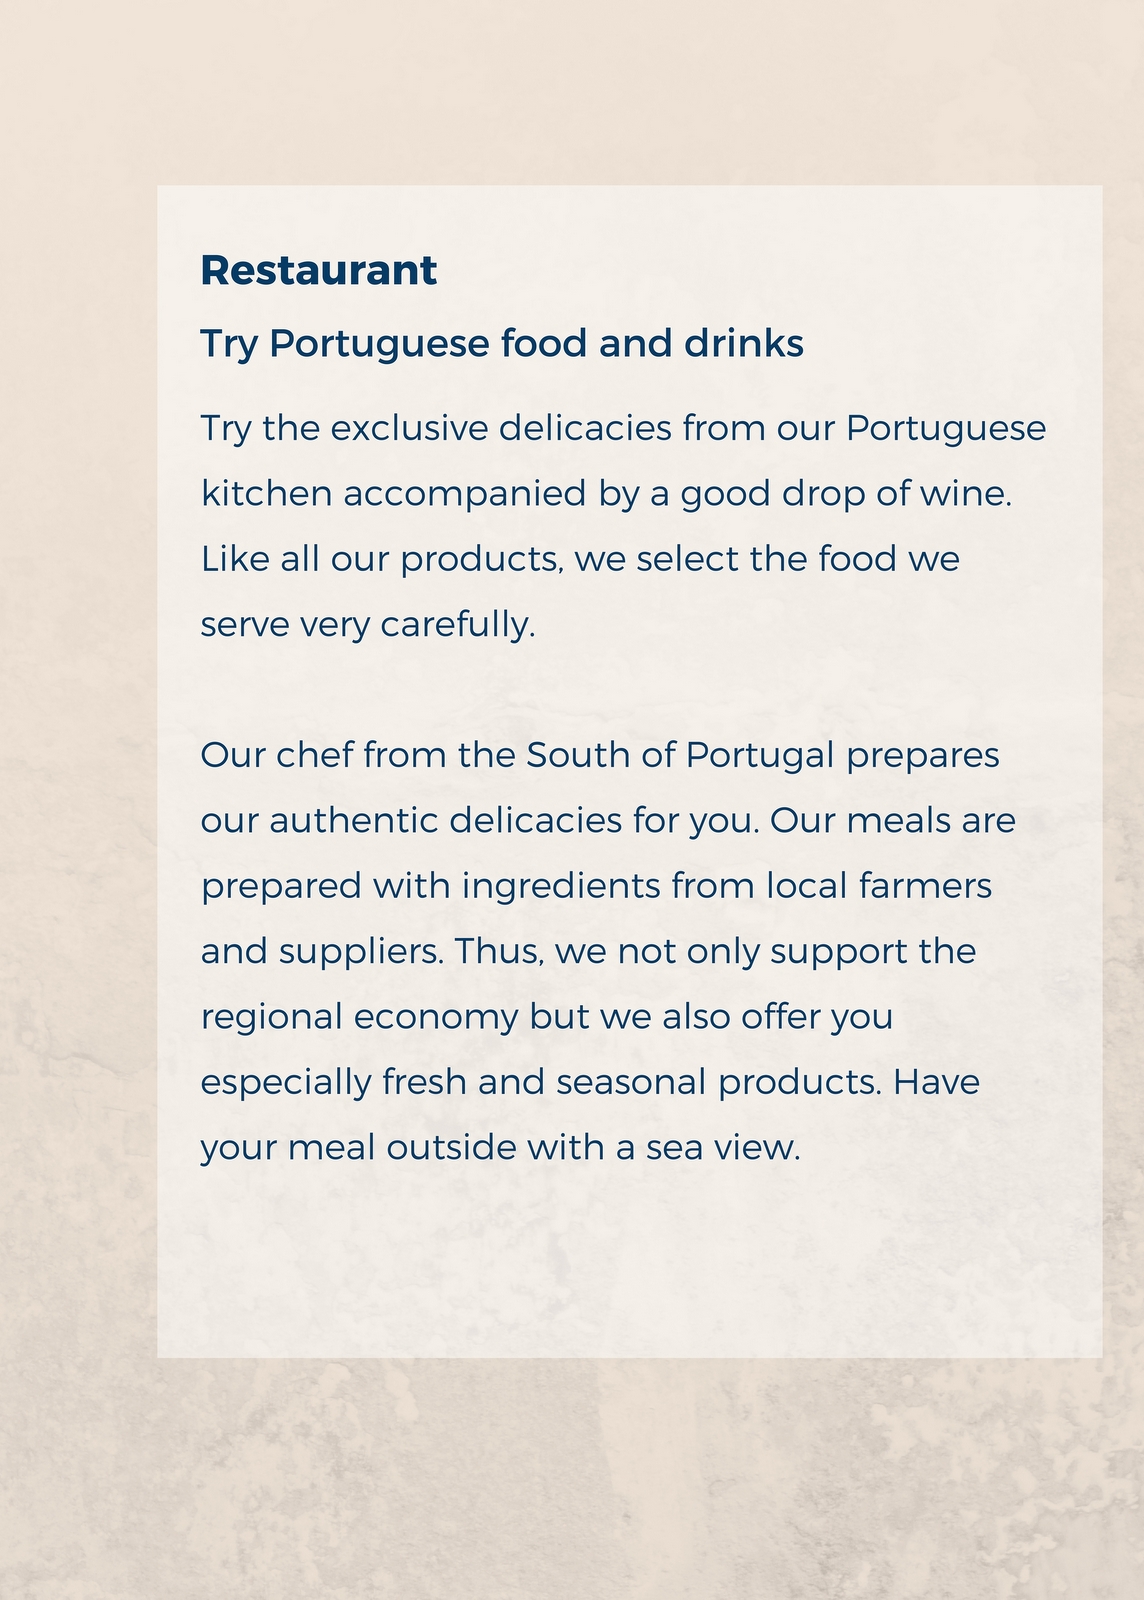 Restaurant
Try Portuguese food and drinks
Try the exclusive delicacies from our Portuguese
kitchen accompanied by a good drop of wine.
Like all our products, we select the food we
serve very carefully.
Our chef from the South of Portugal prepares
our authentic delicacies for you. Our meals are
prepared with ingredients from local farmers
and suppliers. Thus, we not only support the
regional economy but we also offer you
especially fresh and seasonal products. Have
your meal outside with a sea view.